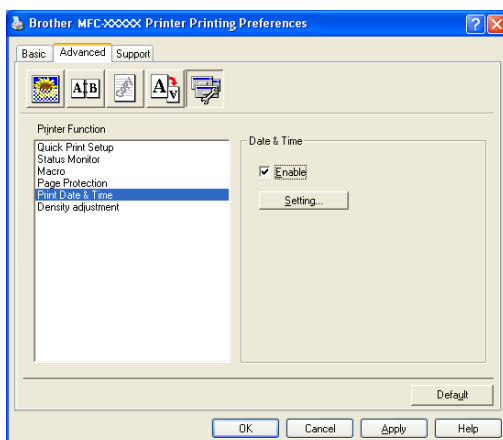 Brother MFC-XXXXX Printer Printing Preferences
Basic Advanced Support
A B
A A
Printer Function
Quick Print Setup
Status Monitor
Macro
Page Protection
Print Date & Time
Density adjustment
Date & Time
Enable
Setting...
Default
OK Cancel Apply Help